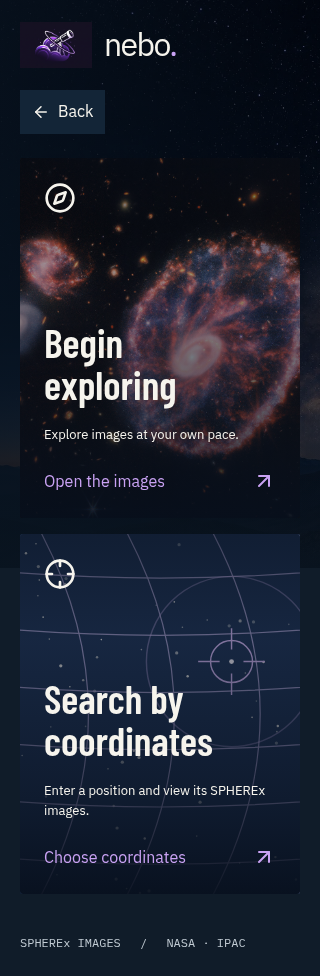 nebo.
Back
Begin
exploring
Explore images at your own pace.
Open the images
Search by
coordinates
Enter a position and view its SPHEREx
images.
Choose coordinates
SPHEREx IMAGES / NASA · IPAC